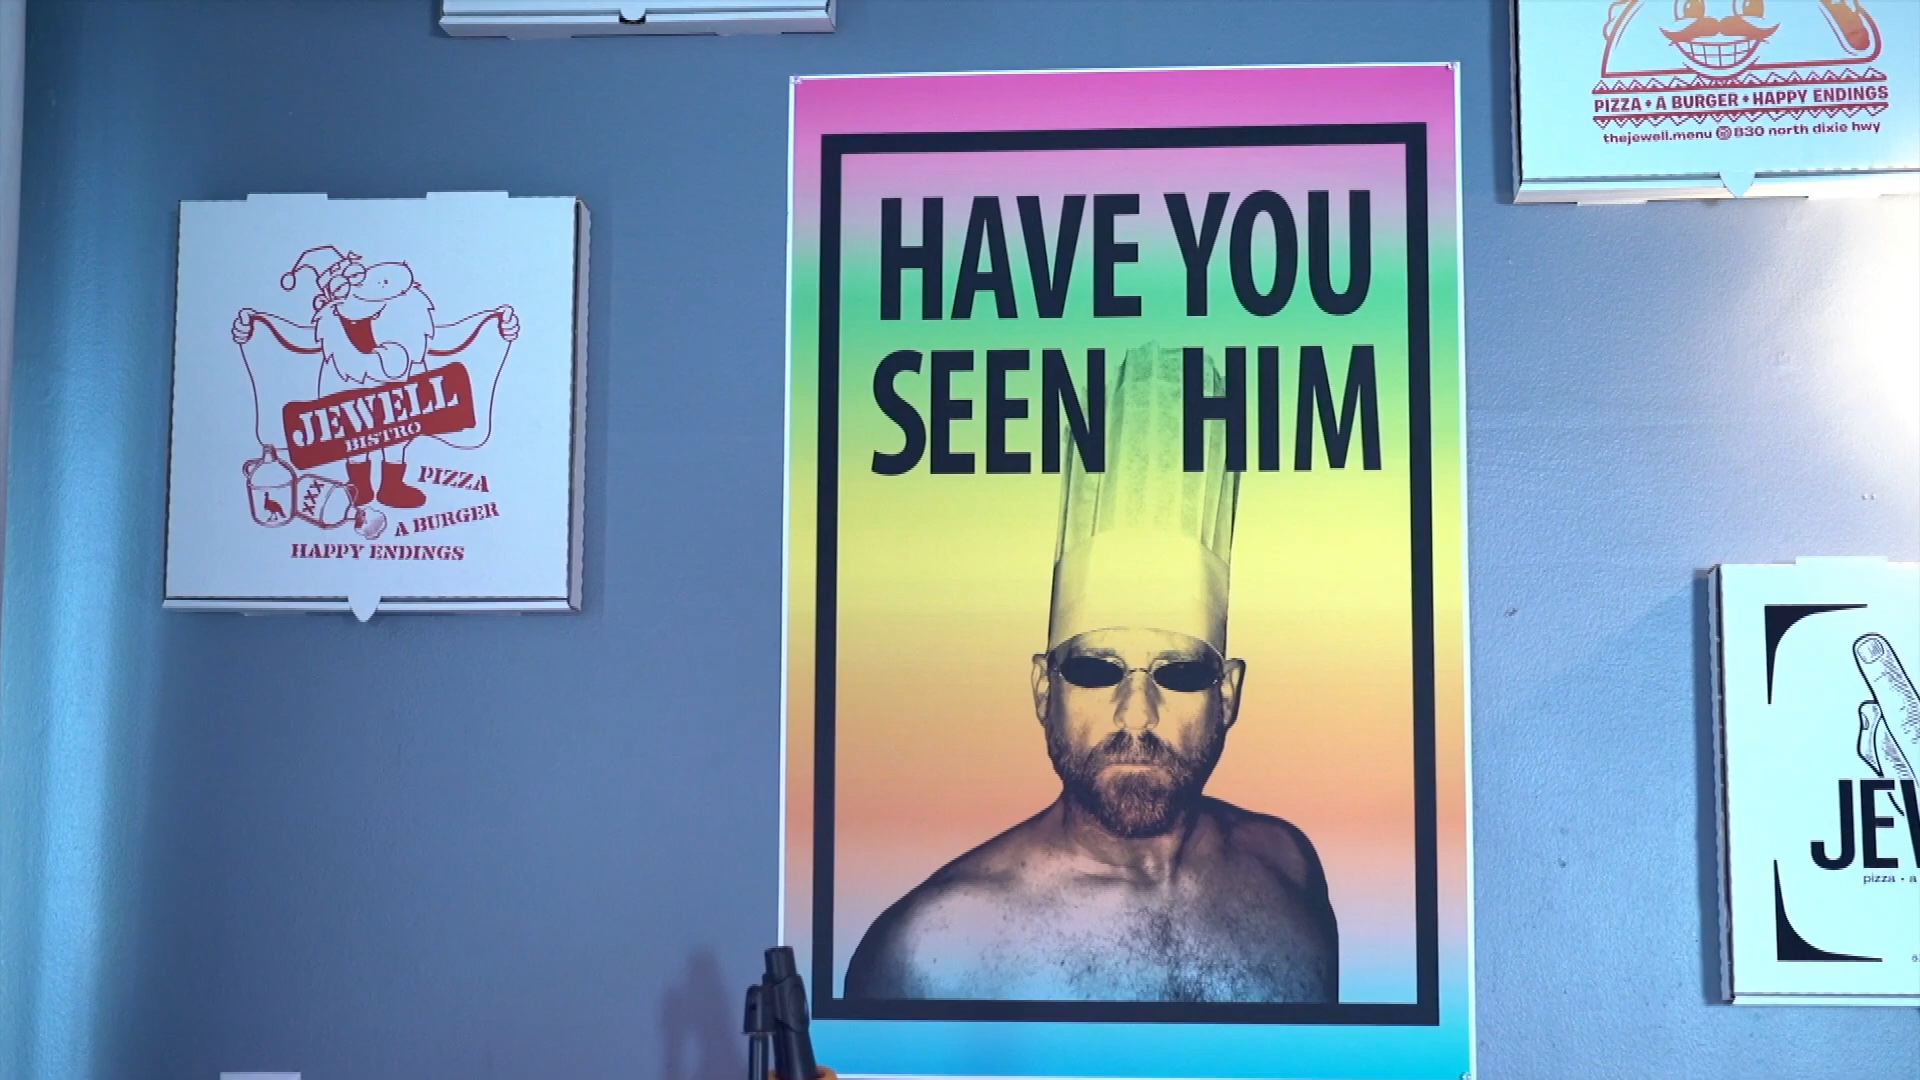 PIZZA • A BURGER • HAPPY ENDINGS
thejewell.menu 830 north dixie hwy
HAVE YOU
SEEN HIM
JEWELL
BISTRO
XXX
PIZZA
A BURGER
HAPPY ENDINGS
pizza • a